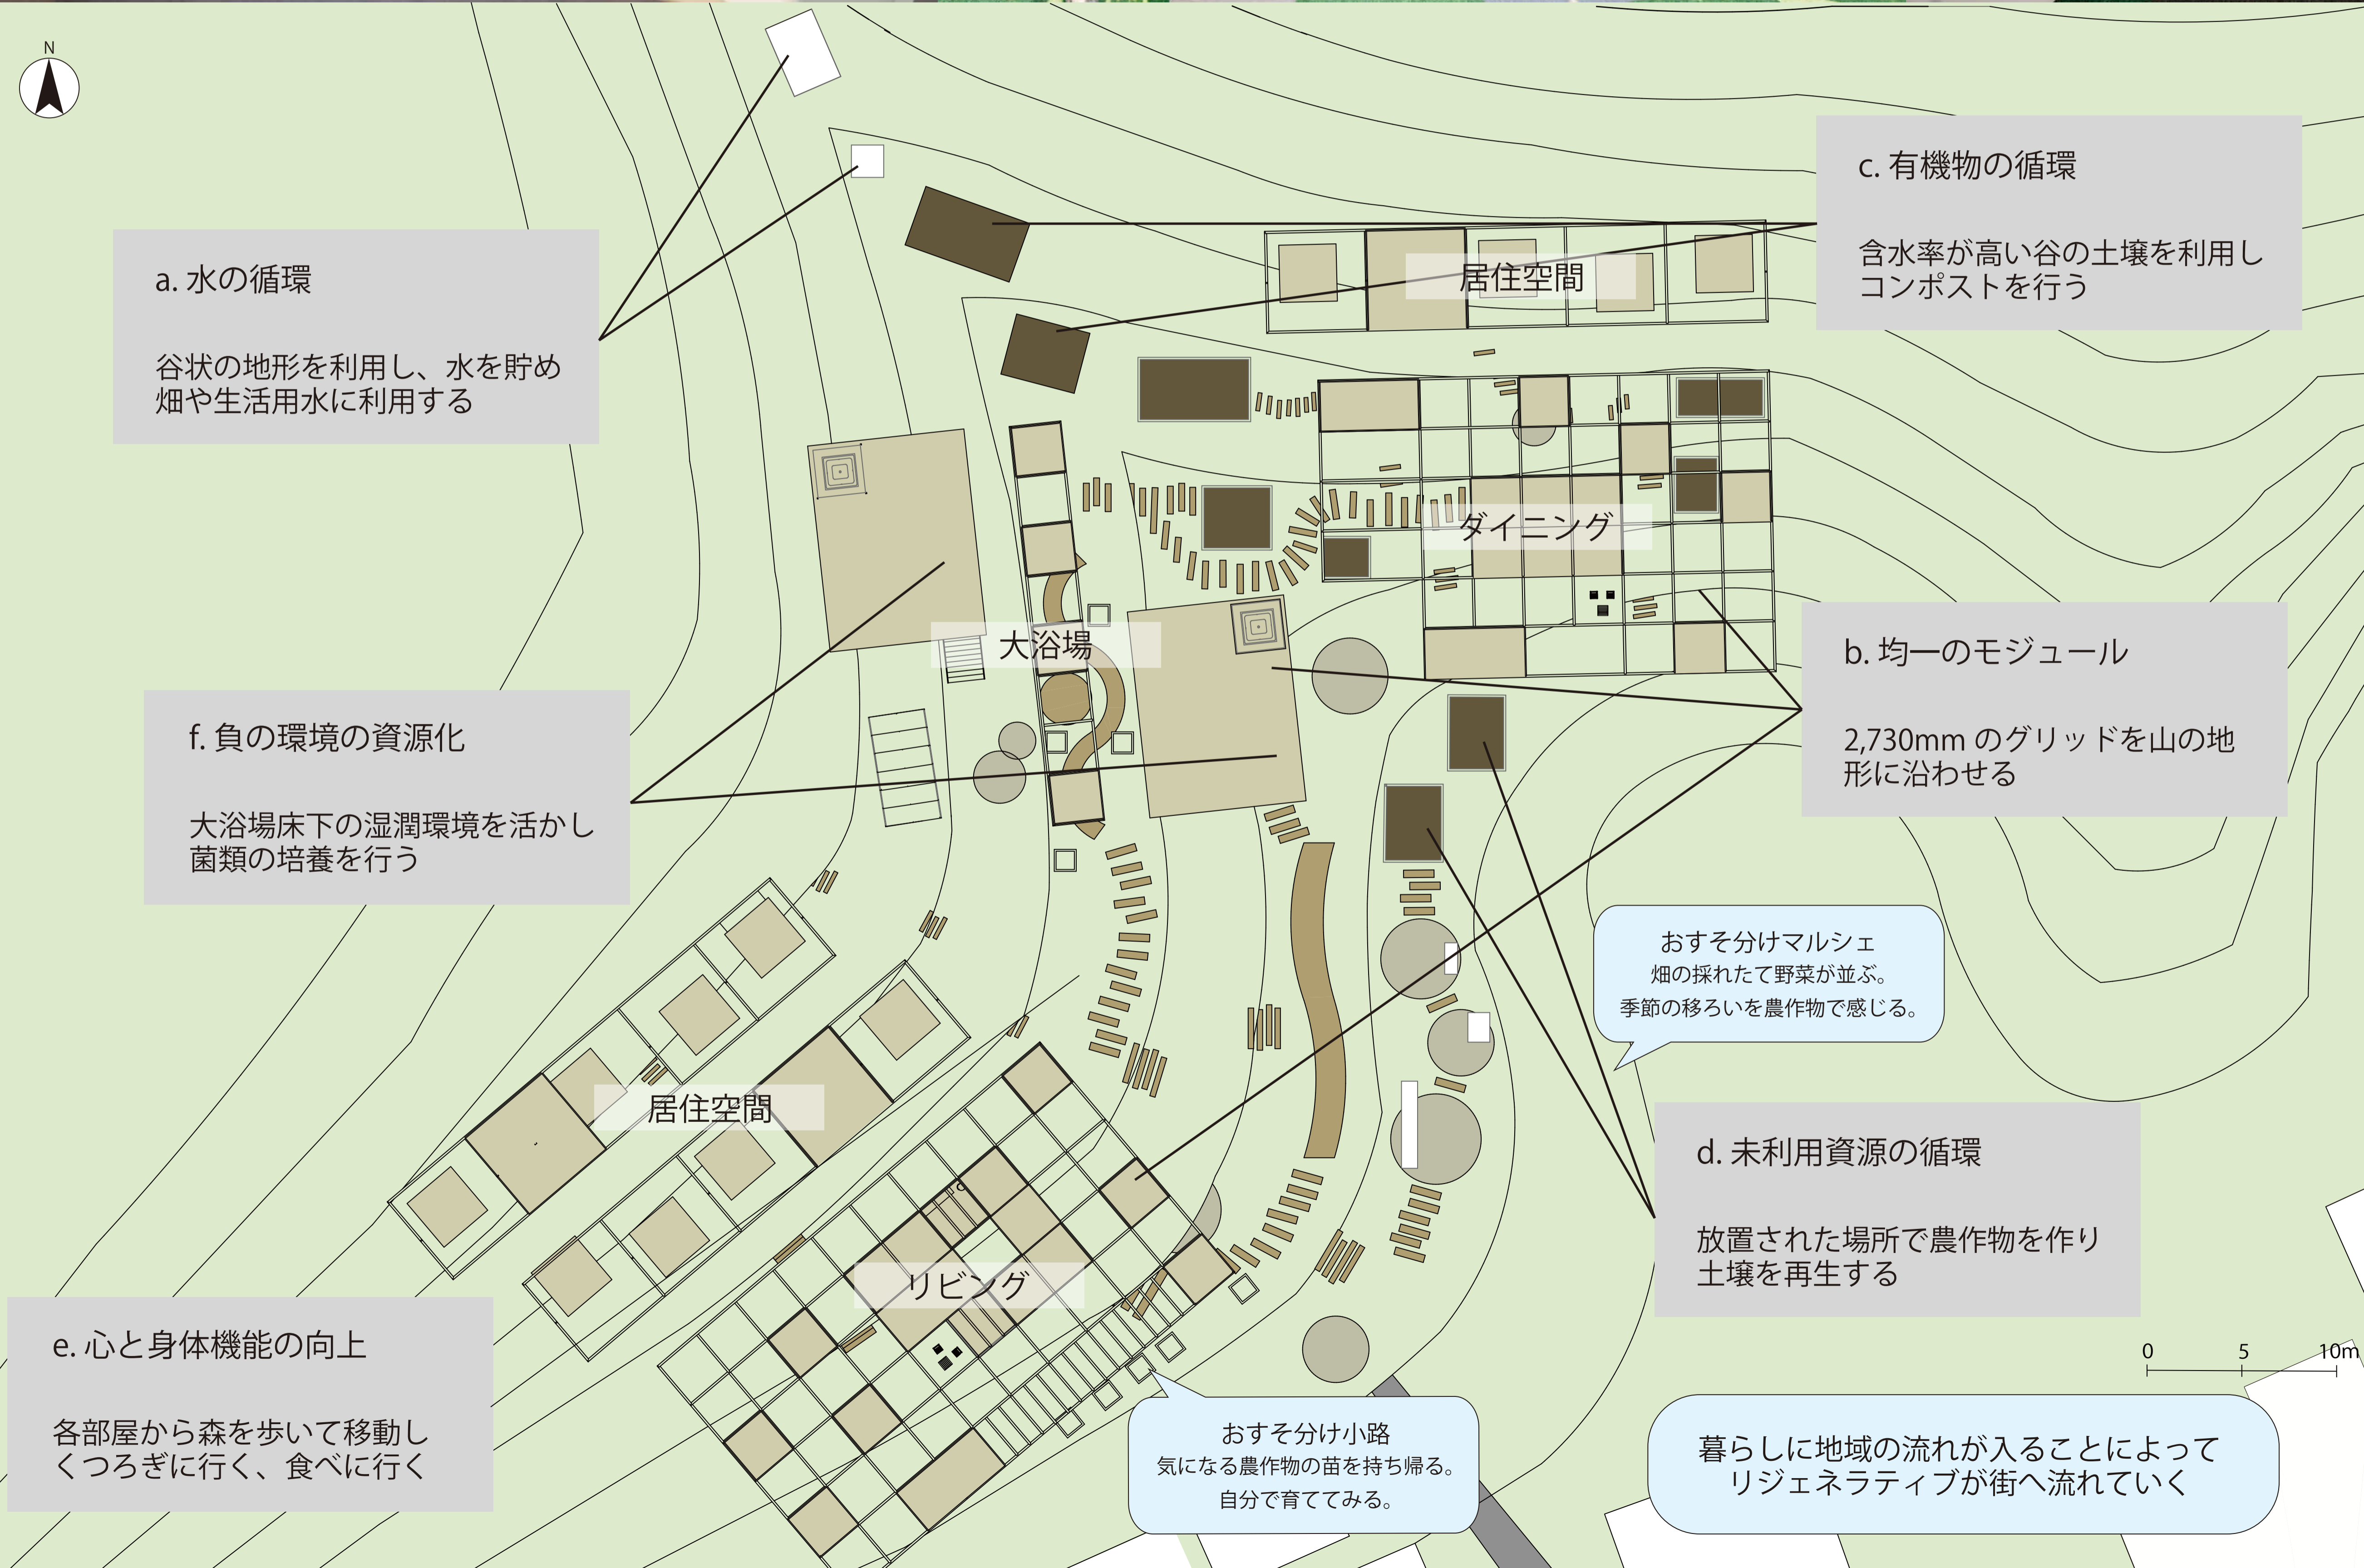 N
a. 水の循環
谷状の地形を利用し、水を貯め
畑や生活用水に利用する
c. 有機物の循環
含水率が高い谷の土壌を利用し
コンポストを行う
居住空間
ダイニング
大浴場
b. 均一のモジュール
2,730mm のグリッドを山の地
形に沿わせる
f. 負の環境の資源化
大浴場床下の湿潤環境を活かし
菌類の培養を行う
おすそ分けマルシェ
畑の採れたて野菜が並ぶ。
季節の移ろいを農作物で感じる。
居住空間
d. 未利用資源の循環
放置された場所で農作物を作り
土壌を再生する
リビング
e. 心と身体機能の向上
各部屋から森を歩いて移動し
くつろぎに行く、食べに行く
0 5 10m
おすそ分け小路
気になる農作物の苗を持ち帰る。
自分で育ててみる。
暮らしに地域の流れが入ることによって
リジェネラティブが街へ流れていく